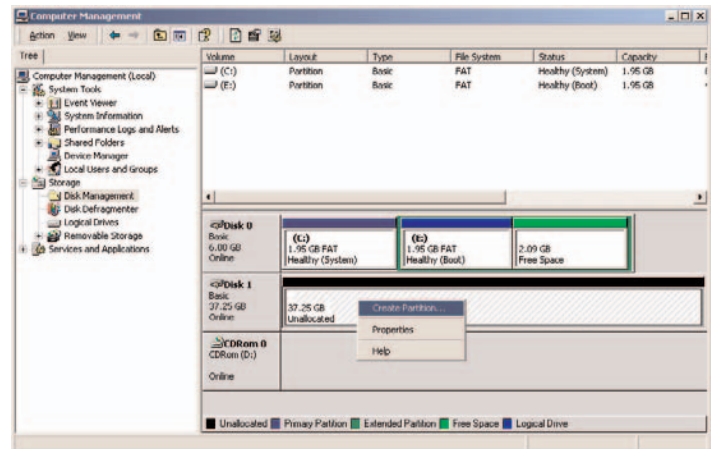 Computer Management
Action View
Tree
Computer Management (Local)
System Tools
Event Viewer
System Information
Performance Logs and Alerts
Shared Folders
Device Manager
Local Users and Groups
Storage
Disk Management
Disk Defragmenter
Logical Drives
Removable Storage
Services and Applications
Volume Layout Type File System Status Capacity
(C:) Partition Basic FAT Healthy (System) 1.95 GB
(E:) Partition Basic FAT Healthy (Boot) 1.95 GB
Disk 0
Basic
6.00 GB
Online
(C:)
1.95 GB FAT
Healthy (System)
(E:)
1.95 GB FAT
Healthy (Boot)
2.09 GB
Free Space
Disk 1
Basic
37.25 GB
Online
37.25 GB
Unallocated
Create Partition...
Properties
Help
CDRom 0
CDRom (D:)
Online
Unallocated Primary Partition Extended Partition Free Space Logical Drive